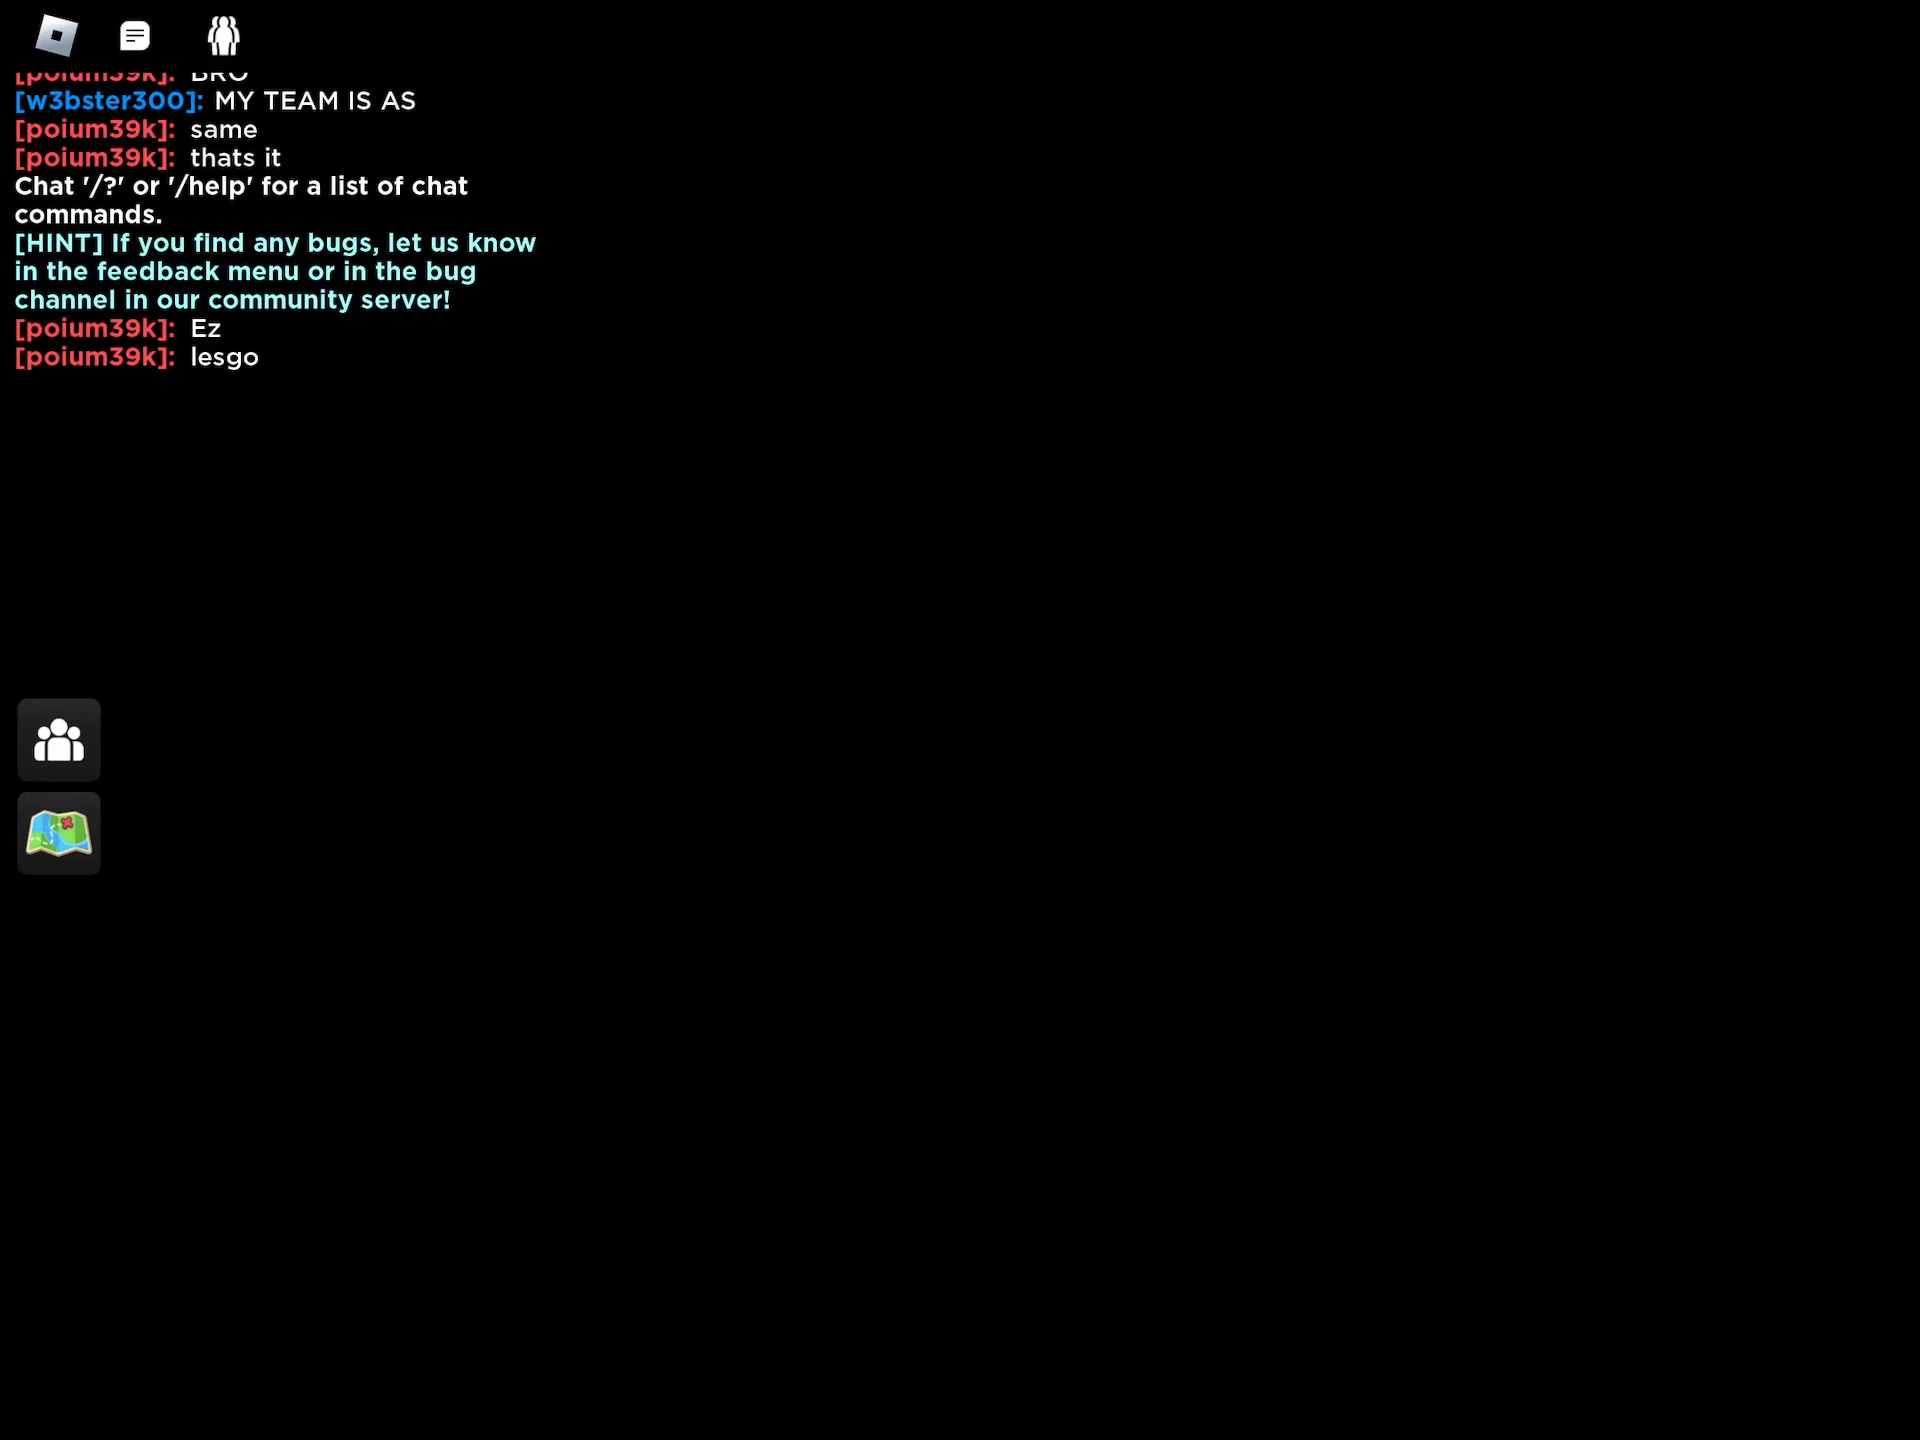 [poium39k]: BRO
[w3bster300]: MY TEAM IS AS
[poium39k]: same
[poium39k]: thats it
Chat '/?' or '/help' for a list of chat
commands.
[HINT] If you find any bugs, let us know
in the feedback menu or in the bug
channel in our community server!
[poium39k]: Ez
[poium39k]: lesgo